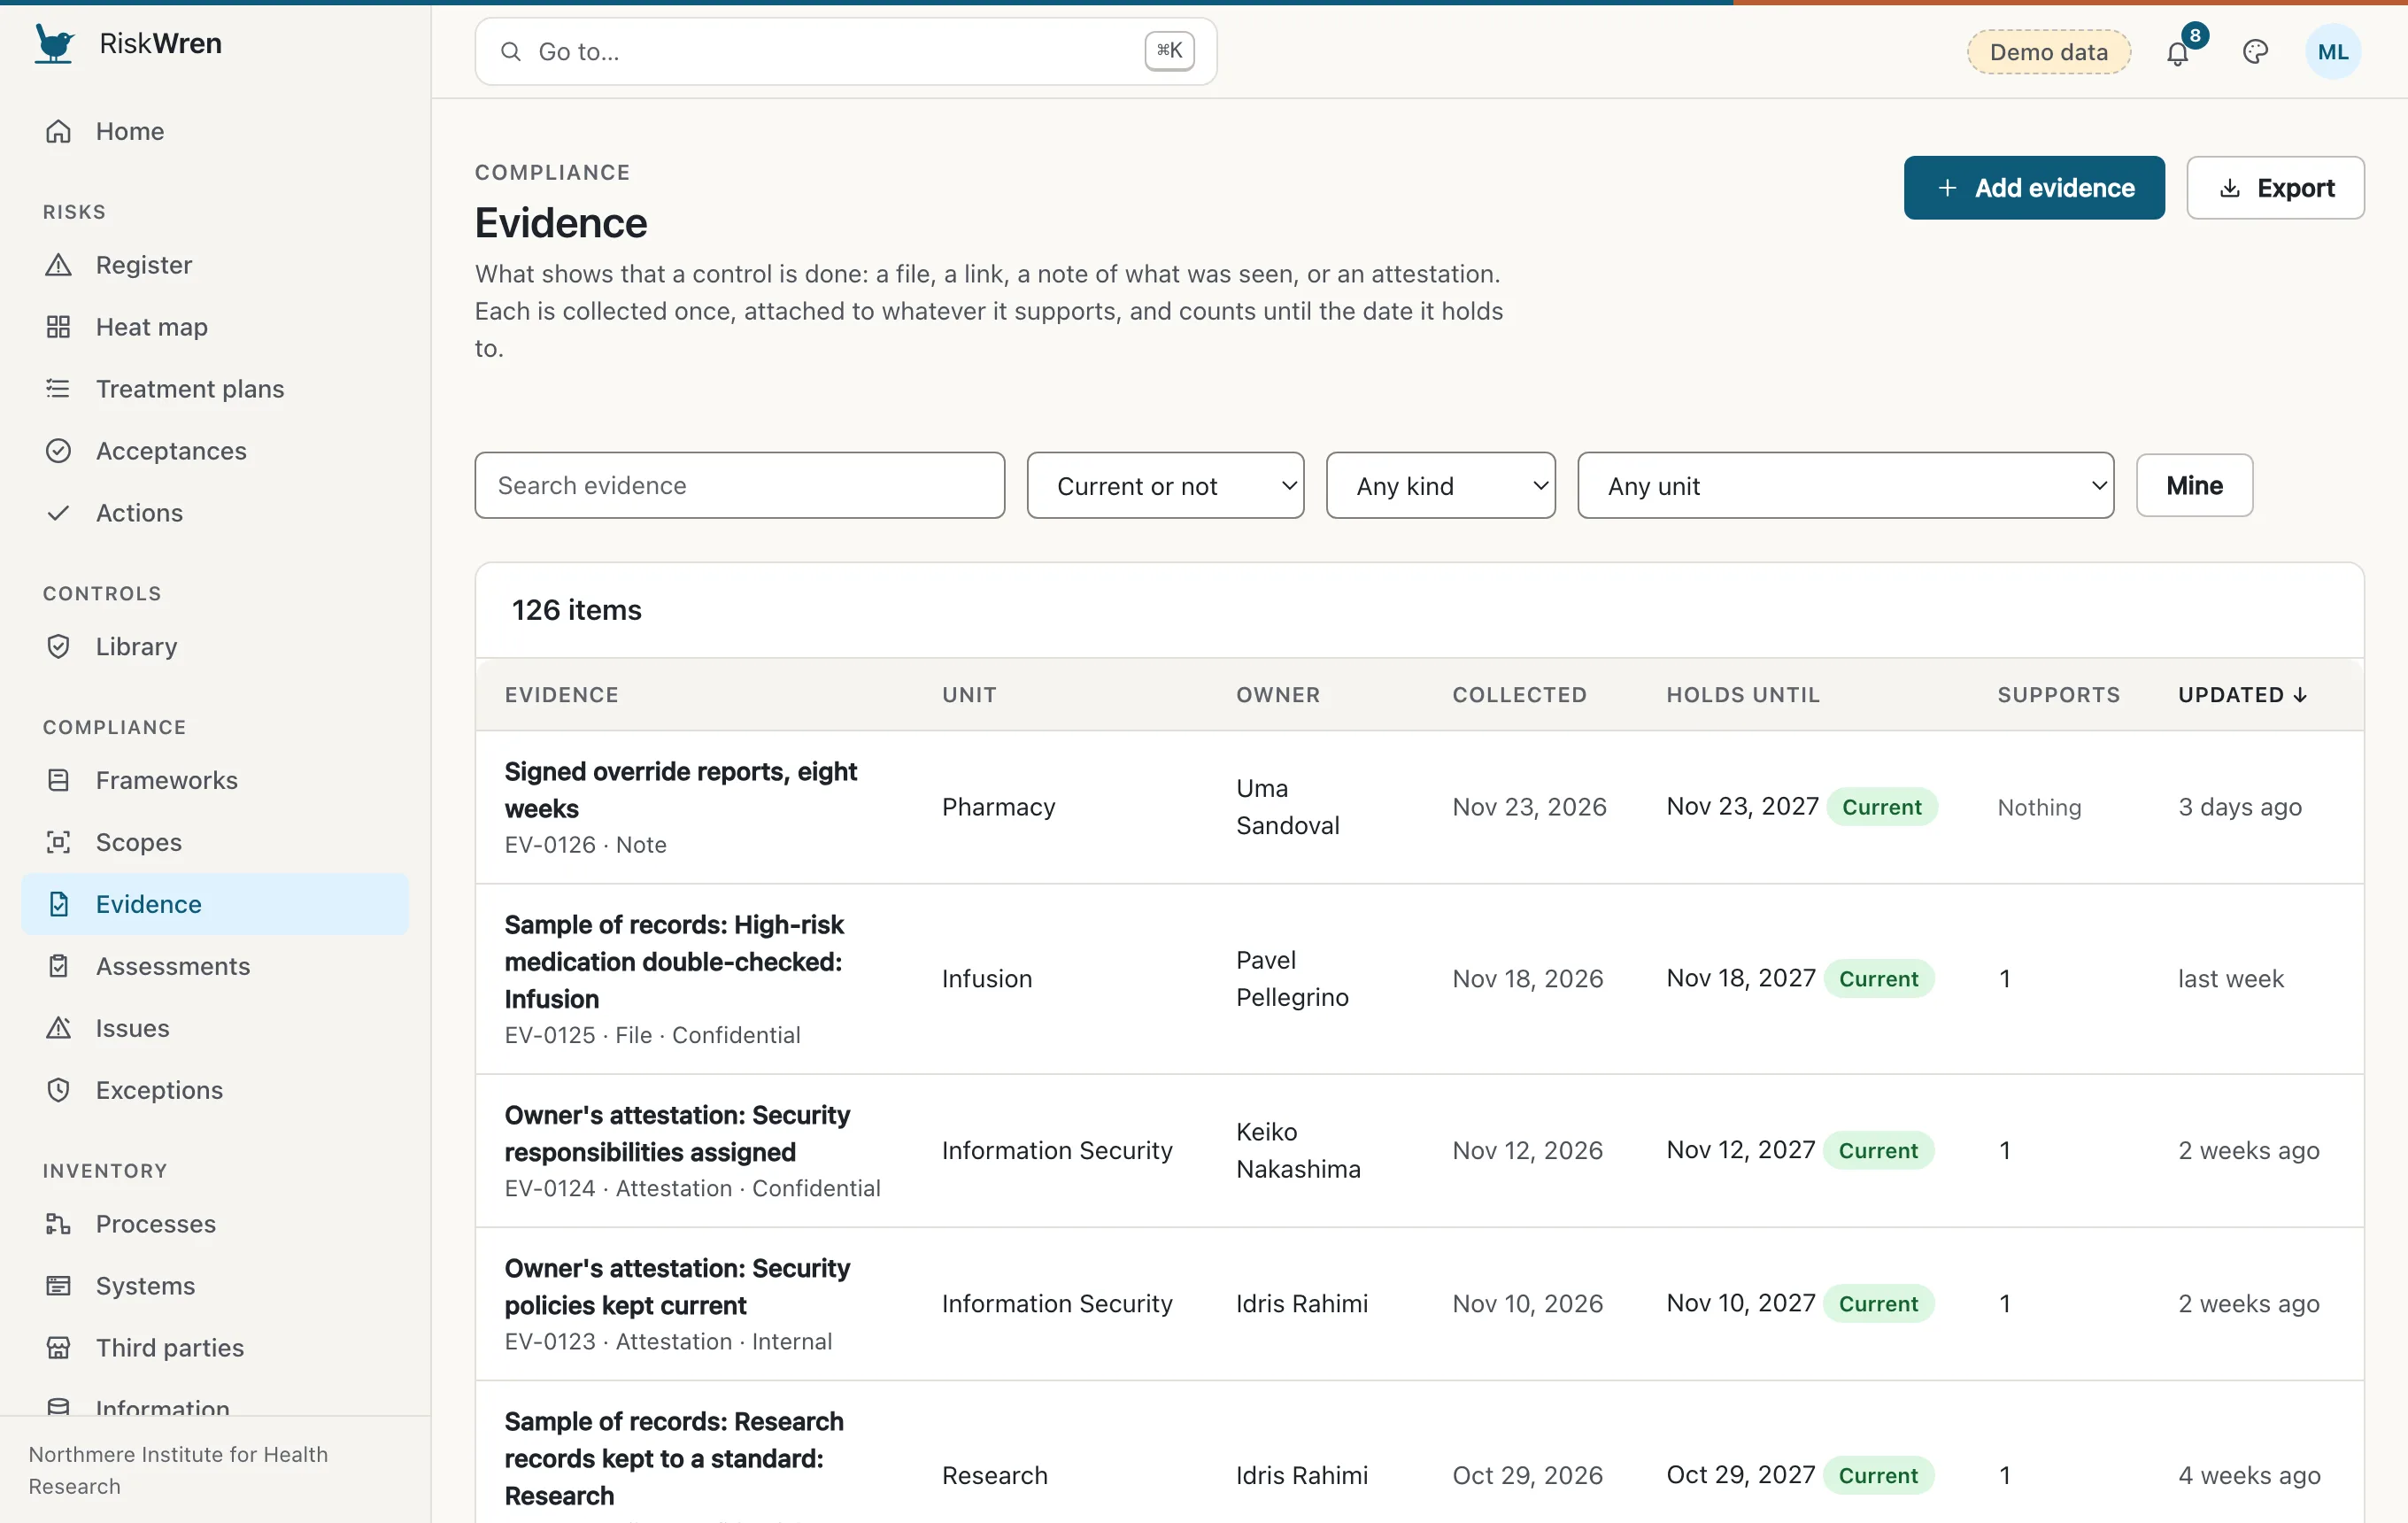 RiskWren
Go to...
⌘K
Demo data
8
ML
Home
RISKS
Register
Heat map
Treatment plans
Acceptances
Actions
CONTROLS
Library
COMPLIANCE
Frameworks
Scopes
Evidence
Assessments
Issues
Exceptions
INVENTORY
Processes
Systems
Third parties
Information
Northmere Institute for Health
Research
COMPLIANCE
Evidence
What shows that a control is done: a file, a link, a note of what was seen, or an attestation.
Each is collected once, attached to whatever it supports, and counts until the date it holds
to.
Add evidence
Export
Search evidence
Current or not
Any kind
Any unit
Mine
126 items
EVIDENCE UNIT OWNER COLLECTED HOLDS UNTIL SUPPORTS UPDATED ↓
Signed override reports, eight
weeks
EV-0126 · Note
Pharmacy
Uma
Sandoval
Nov 23, 2026
Nov 23, 2027 Current
Nothing
3 days ago
Sample of records: High-risk
medication double-checked:
Infusion
EV-0125 · File · Confidential
Infusion
Pavel
Pellegrino
Nov 18, 2026
Nov 18, 2027 Current
1
last week
Owner's attestation: Security
responsibilities assigned
EV-0124 · Attestation · Confidential
Information Security
Keiko
Nakashima
Nov 12, 2026
Nov 12, 2027 Current
1
2 weeks ago
Owner's attestation: Security
policies kept current
EV-0123 · Attestation · Internal
Information Security
Idris Rahimi
Nov 10, 2026
Nov 10, 2027 Current
1
2 weeks ago
Sample of records: Research
records kept to a standard:
Research
Research
Idris Rahimi
Oct 29, 2026
Oct 29, 2027 Current
1
4 weeks ago